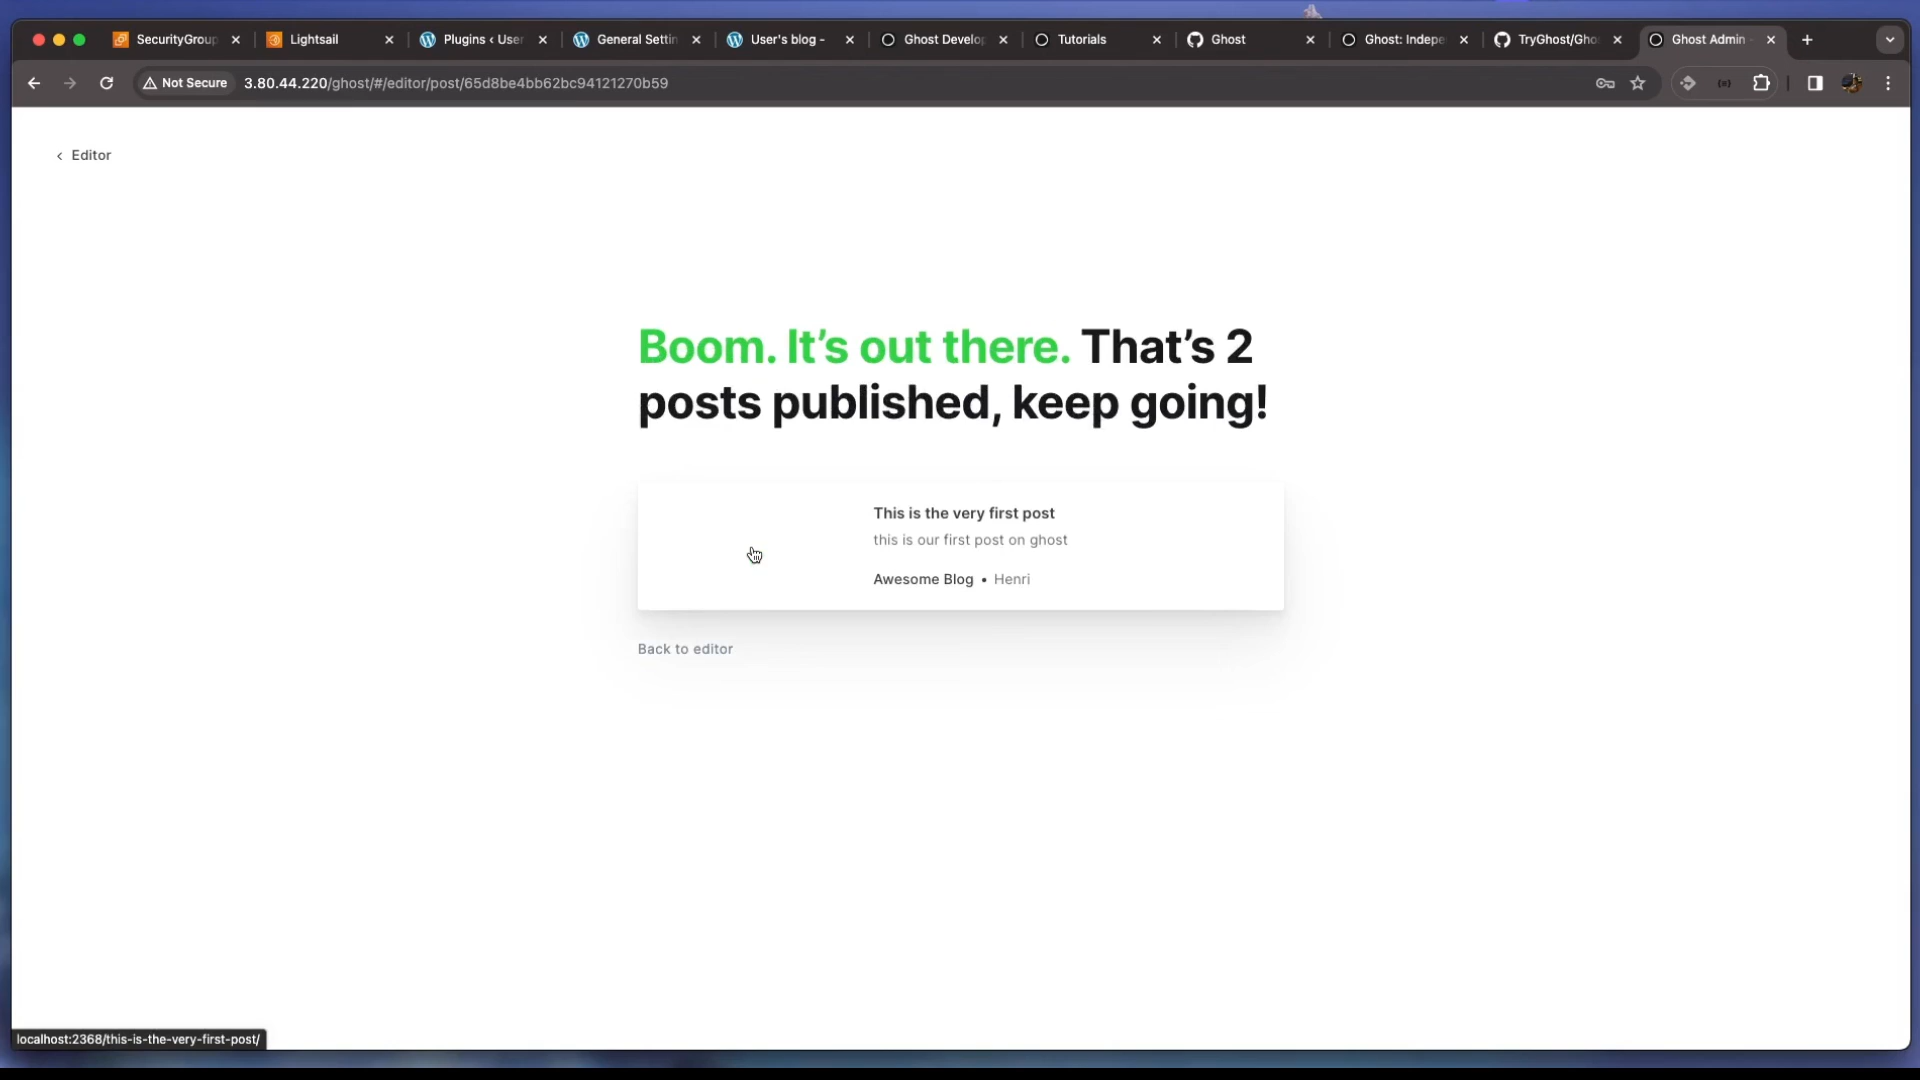 SecurityGroup
Lightsail
Plugins ‹ User
General Settin
User's blog -
Ghost Develop
Tutorials
Ghost
Ghost: Indepe
TryGhost/Gho
Ghost Admin
Not Secure
3.80.44.220/ghost/#/editor/post/65d8be4bb62bc94121270b59
‹ Editor
Boom. It's out there. That's 2
posts published, keep going!
This is the very first post
this is our first post on ghost
Awesome Blog • Henri
Back to editor
localhost:2368/this-is-the-very-first-post/